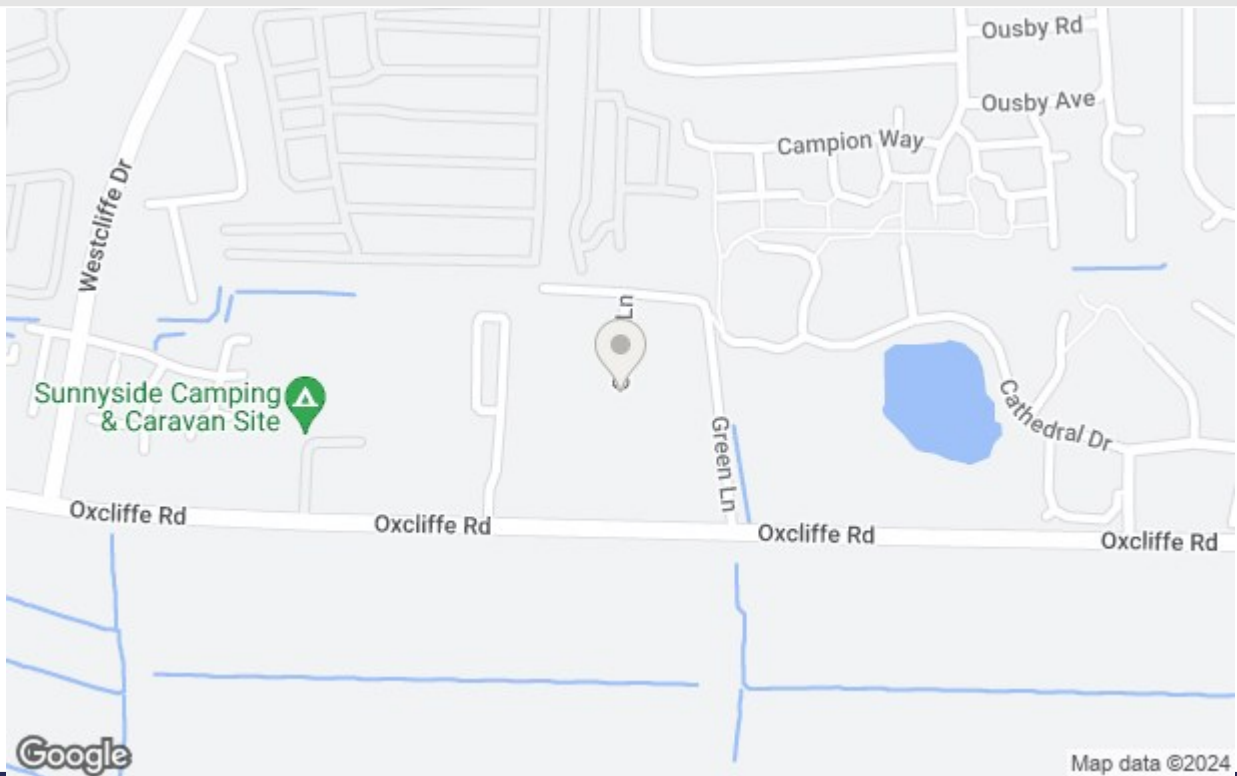 Ousby Rd
Ousby Ave
Campion Way
Westcliffe Dr
Ln
Sunnyside Camping
& Caravan Site
Cathedral Dr
Green Ln
Oxcliffe Rd
Oxcliffe Rd
Oxcliffe Rd
Oxcliffe Rd
Google
Map data ©2024